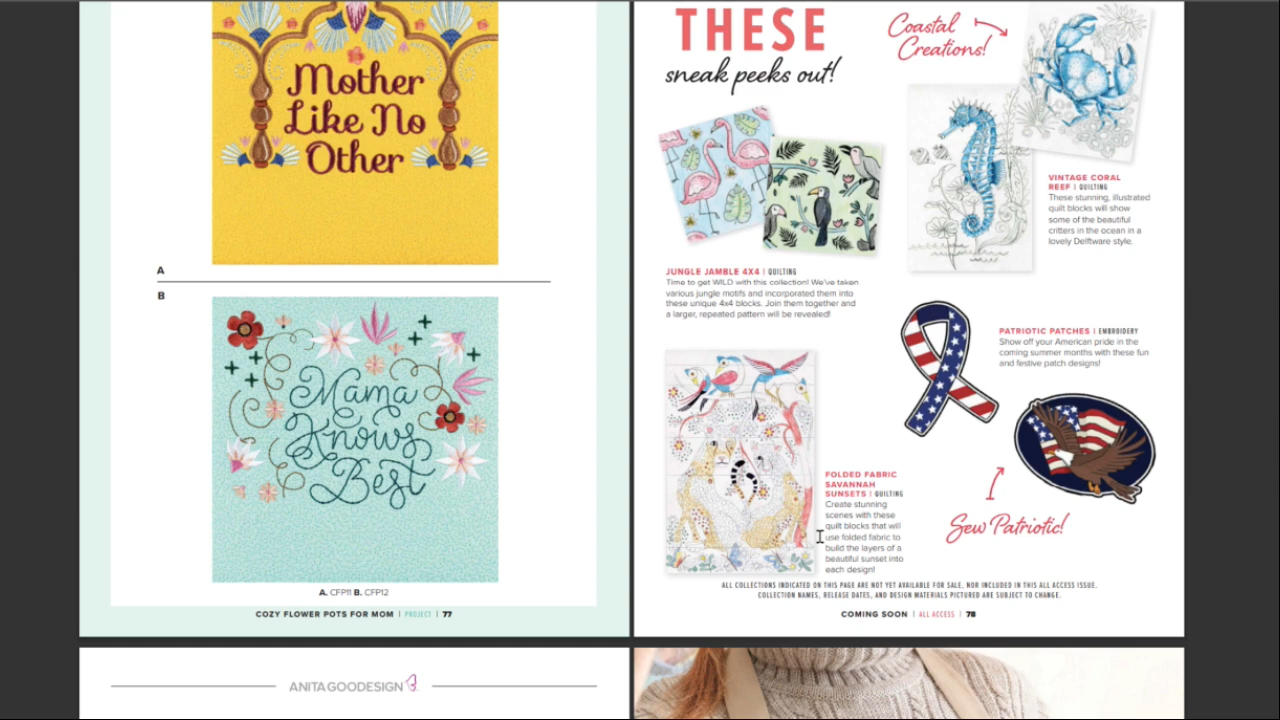 Mother
Like No
Other
A
B
Mama
Knows
Best
A. CFP11 B. CFP12
COZY FLOWER POTS FOR MOM | PROJECT | 77
THESE
sneak peeks out!
Coastal
Creations!
VINTAGE CORAL
REEF | QUILTING
These stunning, illustrated
quilt blocks will show
some of the beautiful
critters in the ocean in a
lovely Delftware style.
JUNGLE JAMBLE 4X4 | QUILTING
Time to get WILD with this collection! We've taken
various jungle motifs and incorporated them into
these unique 4x4 blocks. Join them together and
a larger, repeated pattern will be revealed!
PATRIOTIC PATCHES | EMBROIDERY
Show off your American pride in the
coming summer months with these fun
and festive patch designs!
FOLDED FABRIC
SAVANNAH
SUNSETS | QUILTING
Create stunning
scenes with these
quilt blocks that will
use folded fabric to
build the layers of a
beautiful sunset into
each design!
Sew Patriotic!
ALL COLLECTIONS INDICATED ON THIS PAGE ARE NOT YET AVAILABLE FOR SALE, NOR INCLUDED IN THIS ALL ACCESS ISSUE.
COLLECTION NAMES, RELEASE DATES, AND DESIGN MATERIALS PICTURED ARE SUBJECT TO CHANGE.
COMING SOON | ALL ACCESS | 78
ANITA GOODESIGN